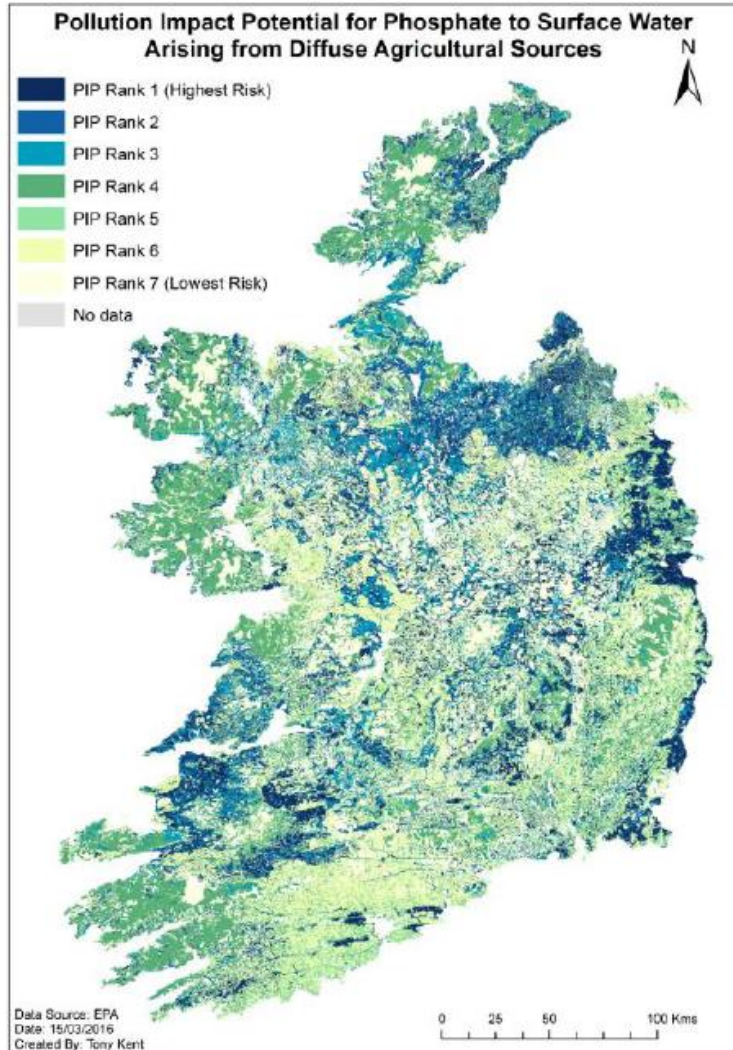 Pollution Impact Potential for Phosphate to Surface Water
Arising from Diffuse Agricultural Sources
N
PIP Rank 1 (Highest Risk)
PIP Rank 2
PIP Rank 3
PIP Rank 4
PIP Rank 5
PIP Rank 6
PIP Rank 7 (Lowest Risk)
No data
Data Source: EPA
Date: 15/03/2016
Created By: Tony Kent
0 25 50 100 Kms